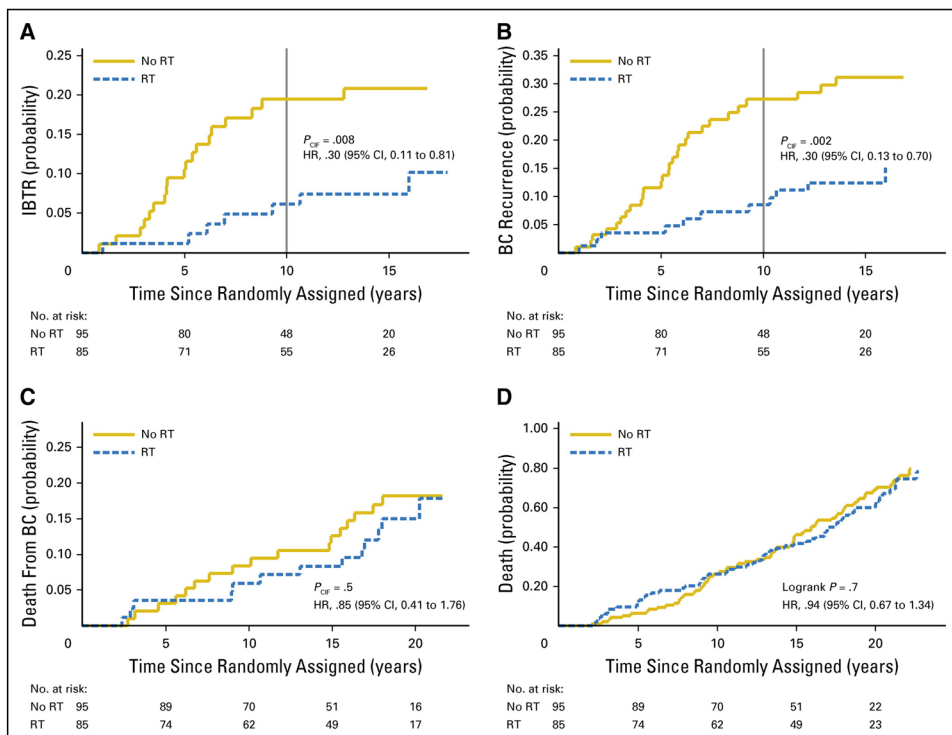 A
IBTR (probability)
0.25
0.20
0.15
0.10
0.05
0
5
10
15
No RT
RT
P CIF = .008
HR, .30 (95% CI, 0.11 to 0.81)
Time Since Randomly Assigned (years)
No. at risk:
No RT 95 80 48 20
RT 85 71 55 26
B
BC Recurrence (probability)
0.35
0.30
0.25
0.20
0.15
0.10
0.05
0
5
10
15
No RT
RT
P CIF = .002
HR, .30 (95% CI, 0.13 to 0.70)
Time Since Randomly Assigned (years)
No. at risk:
No RT 95 80 48 20
RT 85 71 55 26
C
Death From BC (probability)
0.25
0.20
0.15
0.10
0.05
0
5
10
15
20
No RT
RT
P CIF = .5
HR, .85 (95% CI, 0.41 to 1.76)
Time Since Randomly Assigned (years)
No. at risk:
No RT 95 89 70 51 16
RT 85 74 62 49 17
D
Death (probability)
1.00
0.80
0.60
0.40
0.20
0
5
10
15
20
No RT
RT
Logrank P = .7
HR, .94 (95% CI, 0.67 to 1.34)
Time Since Randomly Assigned (years)
No. at risk:
No RT 95 89 70 51 22
RT 85 74 62 49 23